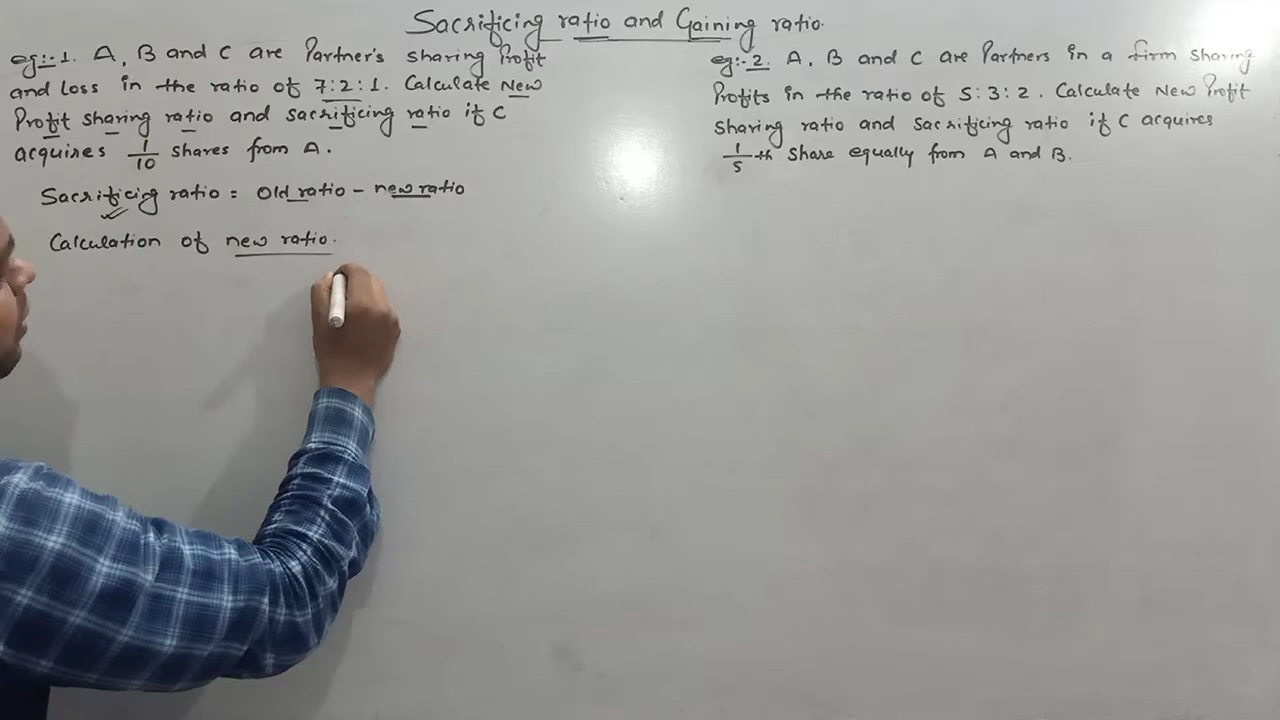 Sacrificing ratio and Gaining ratio.
eg:-1. A, B and C are Partner's sharing Profit
and Loss in the ratio of 7:2:1. Calculate New
Profit sharing ratio and sacrificing ratio if C
acquires 1/10 shares from A.
Sacrificing ratio = Old ratio - new ratio
Calculation of new ratio.
eg:-2. A, B and C are Partners in a firm sharing
Profits in the ratio of 5:3:2. Calculate New Profit
Sharing ratio and sacrificing ratio if C acquires
1/5th Share equally from A and B.